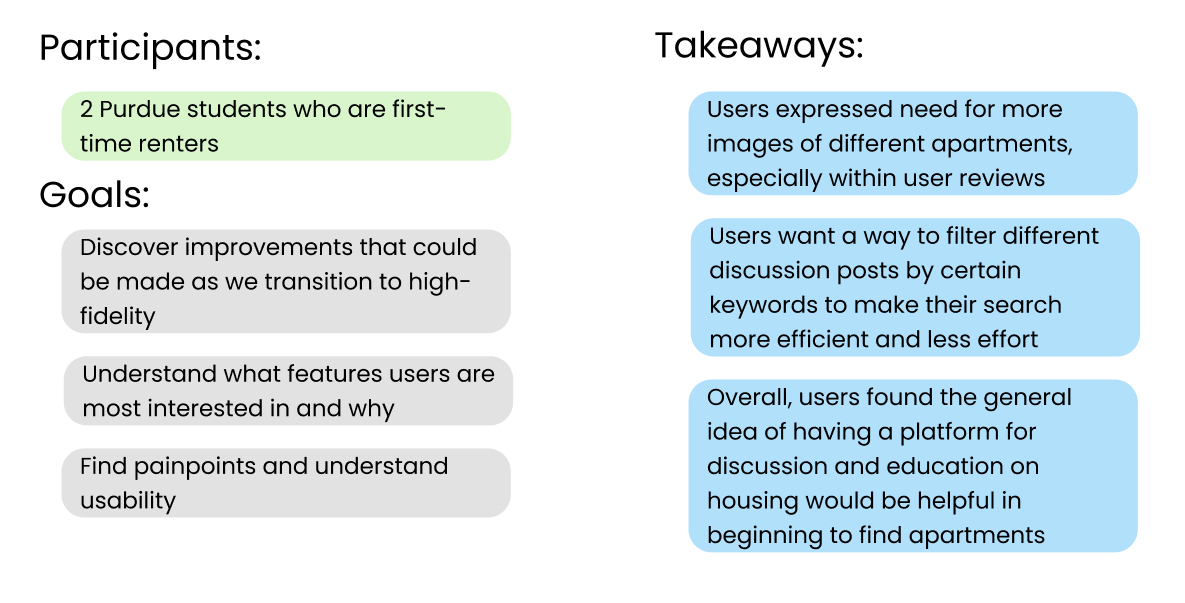 Participants:
2 Purdue students who are first-
time renters
Goals:
Discover improvements that could
be made as we transition to high-
fidelity
Understand what features users are
most interested in and why
Find painpoints and understand
usability
Takeaways:
Users expressed need for more
images of different apartments,
especially within user reviews
Users want a way to filter different
discussion posts by certain
keywords to make their search
more efficient and less effort
Overall, users found the general
idea of having a platform for
discussion and education on
housing would be helpful in
beginning to find apartments